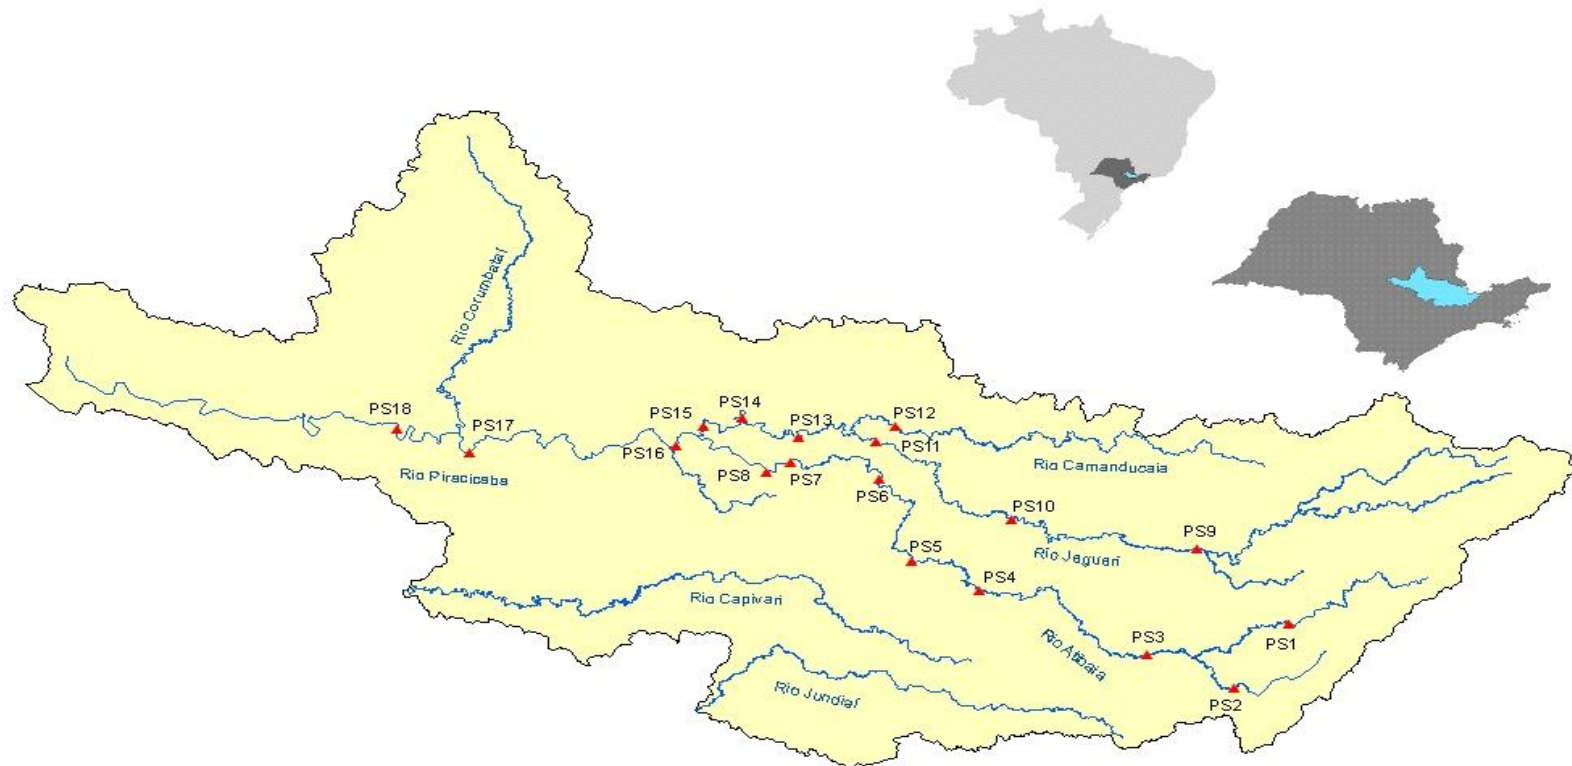 Rio Corumbataí
PS18
PS17
Rio Piracicaba
PS15
PS14
PS13
PS12
PS16
PS11
PS8
PS7
PS6
Rio Camanducaia
PS10
PS9
Rio Jaguari
PS5
PS4
Rio Capivari
Rio Atibaia
PS3
PS1
PS2
Rio Jundiaí